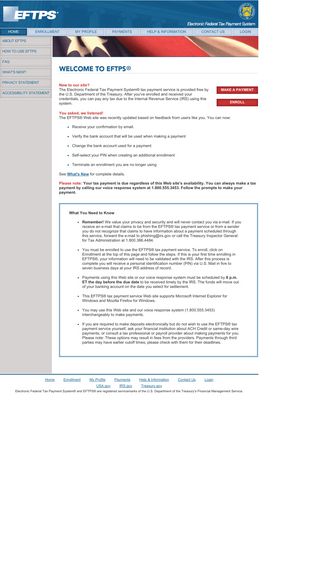 EFTPS®
Electronic Federal Tax Payment System
HOME
ENROLLMENT
MY PROFILE
PAYMENTS
HELP & INFORMATION
CONTACT US
LOGIN
ABOUT EFTPS
HOW TO USE EFTPS
FAQ
WHAT'S NEW?
PRIVACY STATEMENT
ACCESSIBILITY STATEMENT
WELCOME TO EFTPS®
New to our site?
The Electronic Federal Tax Payment System® tax payment service is provided free by
the U.S. Department of the Treasury. After you've enrolled and received your
credentials, you can pay any tax due to the Internal Revenue Service (IRS) using this
system.
MAKE A PAYMENT
ENROLL
You asked, we listened!
The EFTPS® Web site was recently updated based on feedback from users like you. You can now:
Receive your confirmation by email.
Verify the bank account that will be used when making a payment
Change the bank account used for a payment
Self-select your PIN when creating an additional enrollment
Terminate an enrollment you are no longer using
See What's New for complete details.
Please note: Your tax payment is due regardless of this Web site's availability. You can always make a tax
payment by calling our voice response system at 1.800.555.3453. Follow the prompts to make your
payment.
What You Need to Know
Remember! We value your privacy and security and will never contact you via e-mail. If you
receive an e-mail that claims to be from the EFTPS® tax payment service or from a sender
you do not recognize that claims to have information about a payment scheduled through
this service, forward the e-mail to phishing@irs.gov or call the Treasury Inspector General
for Tax Administration at 1.800.366.4484.
You must be enrolled to use the EFTPS® tax payment service. To enroll, click on
Enrollment at the top of this page and follow the steps. If this is your first time enrolling in
EFTPS®, your information will need to be validated with the IRS. After this process is
complete you will receive a personal identification number (PIN) via U.S. Mail in five to
seven business days at your IRS address of record.
Payments using this Web site or our voice response system must be scheduled by 8 p.m.
ET the day before the due date to be received timely by the IRS. The funds will move out
of your banking account on the date you select for settlement.
This EFTPS® tax payment service Web site supports Microsoft Internet Explorer for
Windows and Mozilla Firefox for Windows.
You may use this Web site and our voice response system (1.800.555.3453)
interchangeably to make payments.
If you are required to make deposits electronically but do not wish to use the EFTPS® tax
payment service yourself, ask your financial institution about ACH Credit or same-day wire
payments, or consult a tax professional or payroll provider about making payments for you.
Please note: These options may result in fees from the providers. Payments through third
parties may have earlier cutoff times, please check with them for their deadlines.
Home Enrollment My Profile Payments Help & Information Contact Us Login
USA.gov IRS.gov Treasury.gov
Electronic Federal Tax Payment System® and EFTPS® are registered servicemarks of the U.S. Department of the Treasury's Financial Management Service.